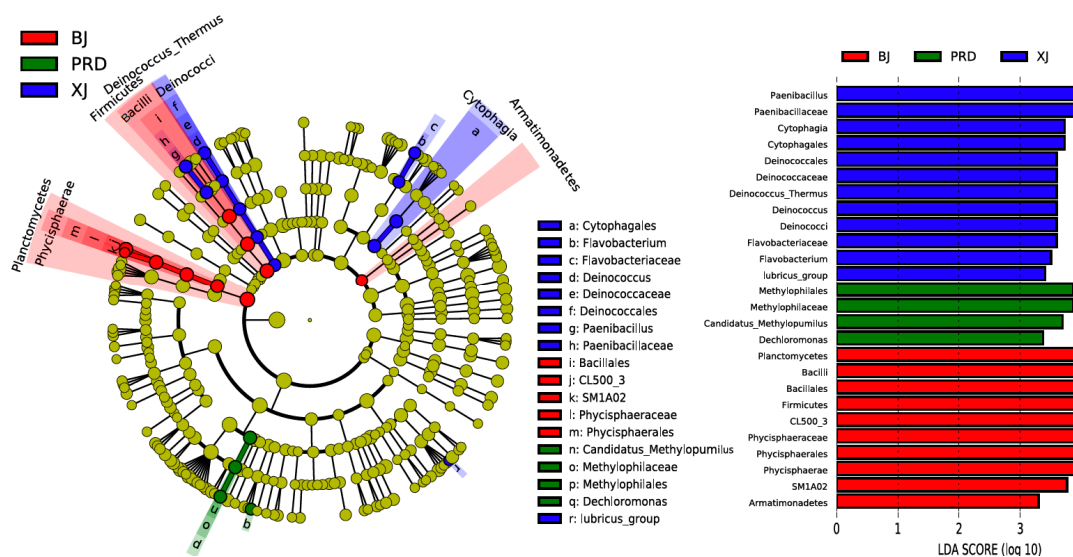 BJ
PRD
XJ
Deinococcus_Thermus
Firmicutes
Bacilli
Deinococci
Cytophagia
Armatimonadetes
Planctomycetes
Phycisphaerae
f
e
d
i
h
g
c
b
a
m
l
k
j
n
o
p
q
r
a: Cytophagales
b: Flavobacterium
c: Flavobacteriaceae
d: Deinococcus
e: Deinococcaceae
f: Deinococcales
g: Paenibacillus
h: Paenibacillaceae
i: Bacillales
j: CL500_3
k: SM1A02
l: Phycisphaeraceae
m: Phycisphaerales
n: Candidatus_Methylopumilus
o: Methylophilaceae
p: Methylophilales
q: Dechloromonas
r: lubricus_group
BJ PRD XJ
Paenibacillus
Paenibacillaceae
Cytophagia
Cytophagales
Deinococcales
Deinococcaceae
Deinococcus_Thermus
Deinococcus
Deinococci
Flavobacteriaceae
Flavobacterium
lubricus_group
Methylophilales
Methylophilaceae
Candidatus_Methylopumilus
Dechloromonas
Planctomycetes
Bacilli
Bacillales
Firmicutes
CL500_3
Phycisphaeraceae
Phycisphaerales
Phycisphaerae
SM1A02
Armatimonadetes
0 1 2 3
LDA SCORE (log 10)